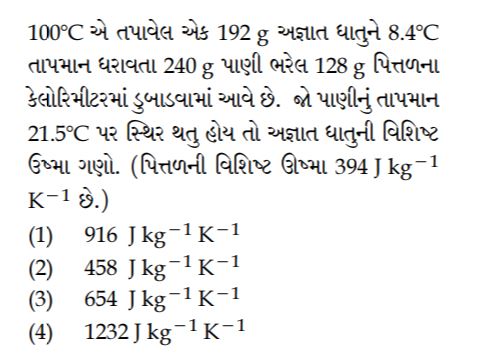 100°C એ તપાવેલ એક 192 g અજ્ઞાત ધાતુને 8.4°C
તાપમાન ધરાવતા 240 g પાણી ભરેલ 128 g પિત્તળના
કેલોરિમીટરમાં ડુબાડવામાં આવે છે. જો પાણીનું તાપમાન
21.5°C પર સ્થિર થતુ હોય તો અજ્ઞાત ધાતુની વિશિષ્ટ
ઉષ્મા ગણો. (પિત્તળની વિશિષ્ટ ઊષ્મા 394 J kg⁻¹
K⁻¹ છે.)
(1) 916 J kg⁻¹ K⁻¹
(2) 458 J kg⁻¹ K⁻¹
(3) 654 J kg⁻¹ K⁻¹
(4) 1232 J kg⁻¹ K⁻¹